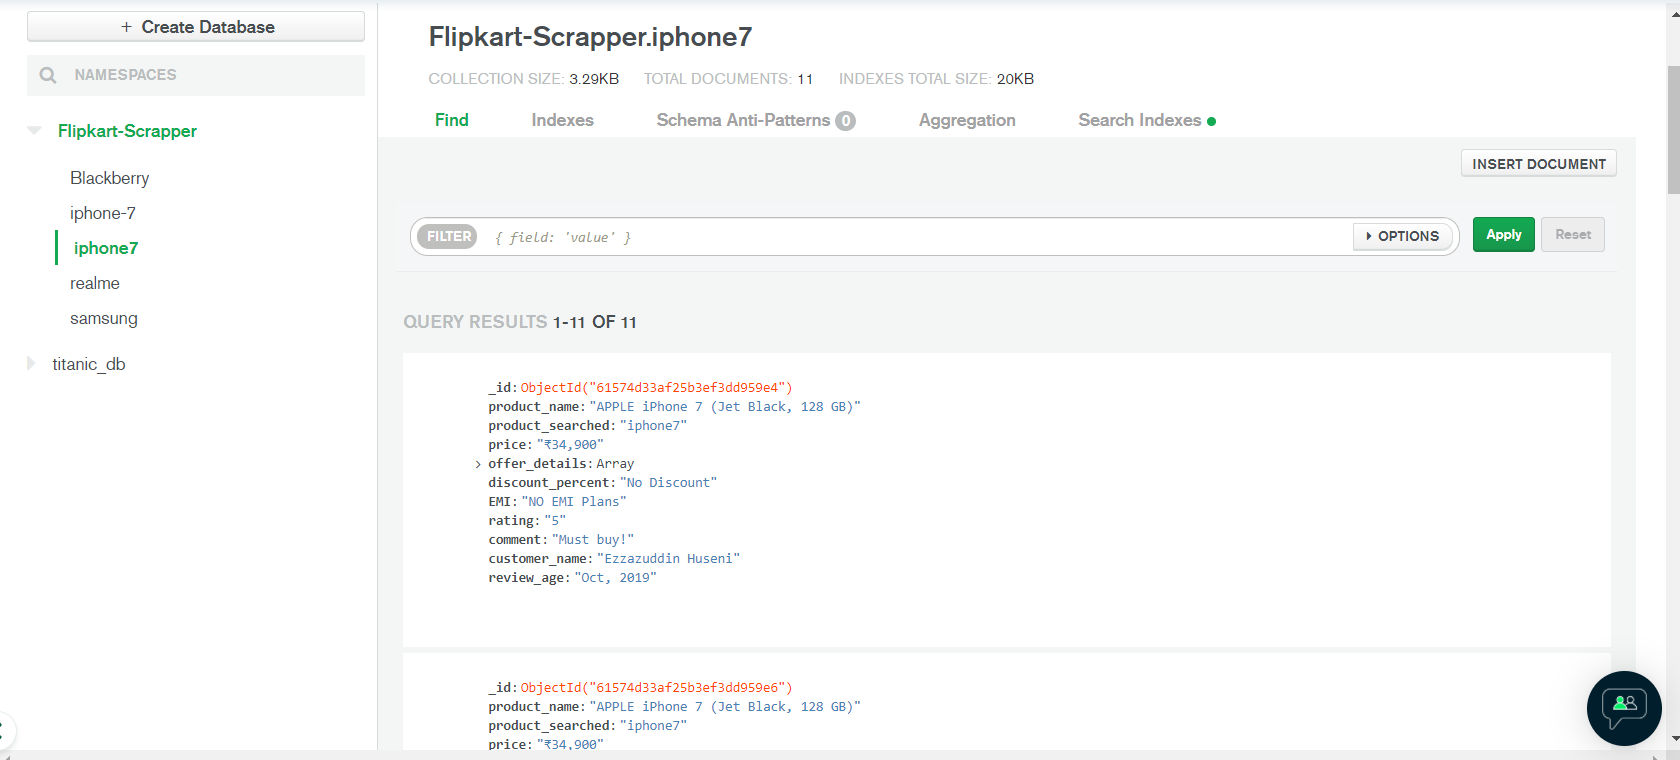 + Create Database
NAMESPACES
Flipkart-Scrapper
Blackberry
iphone-7
iphone7
realme
samsung
titanic_db
Flipkart-Scrapper.iphone7
COLLECTION SIZE: 3.29KB TOTAL DOCUMENTS: 11 INDEXES TOTAL SIZE: 20KB
Find Indexes Schema Anti-Patterns 0 Aggregation Search Indexes
INSERT DOCUMENT
FILTER { field: 'value' } OPTIONS Apply Reset
QUERY RESULTS 1-11 OF 11
_id: ObjectId("61574d33af25b3ef3dd959e4")
product_name: "APPLE iPhone 7 (Jet Black, 128 GB)"
product_searched: "iphone7"
price: "₹34,900"
offer_details: Array
discount_percent: "No Discount"
EMI: "NO EMI Plans"
rating: "5"
comment: "Must buy!"
customer_name: "Ezzazuddin Huseni"
review_age: "Oct, 2019"
_id: ObjectId("61574d33af25b3ef3dd959e6")
product_name: "APPLE iPhone 7 (Jet Black, 128 GB)"
product_searched: "iphone7"
price: "₹34,900"